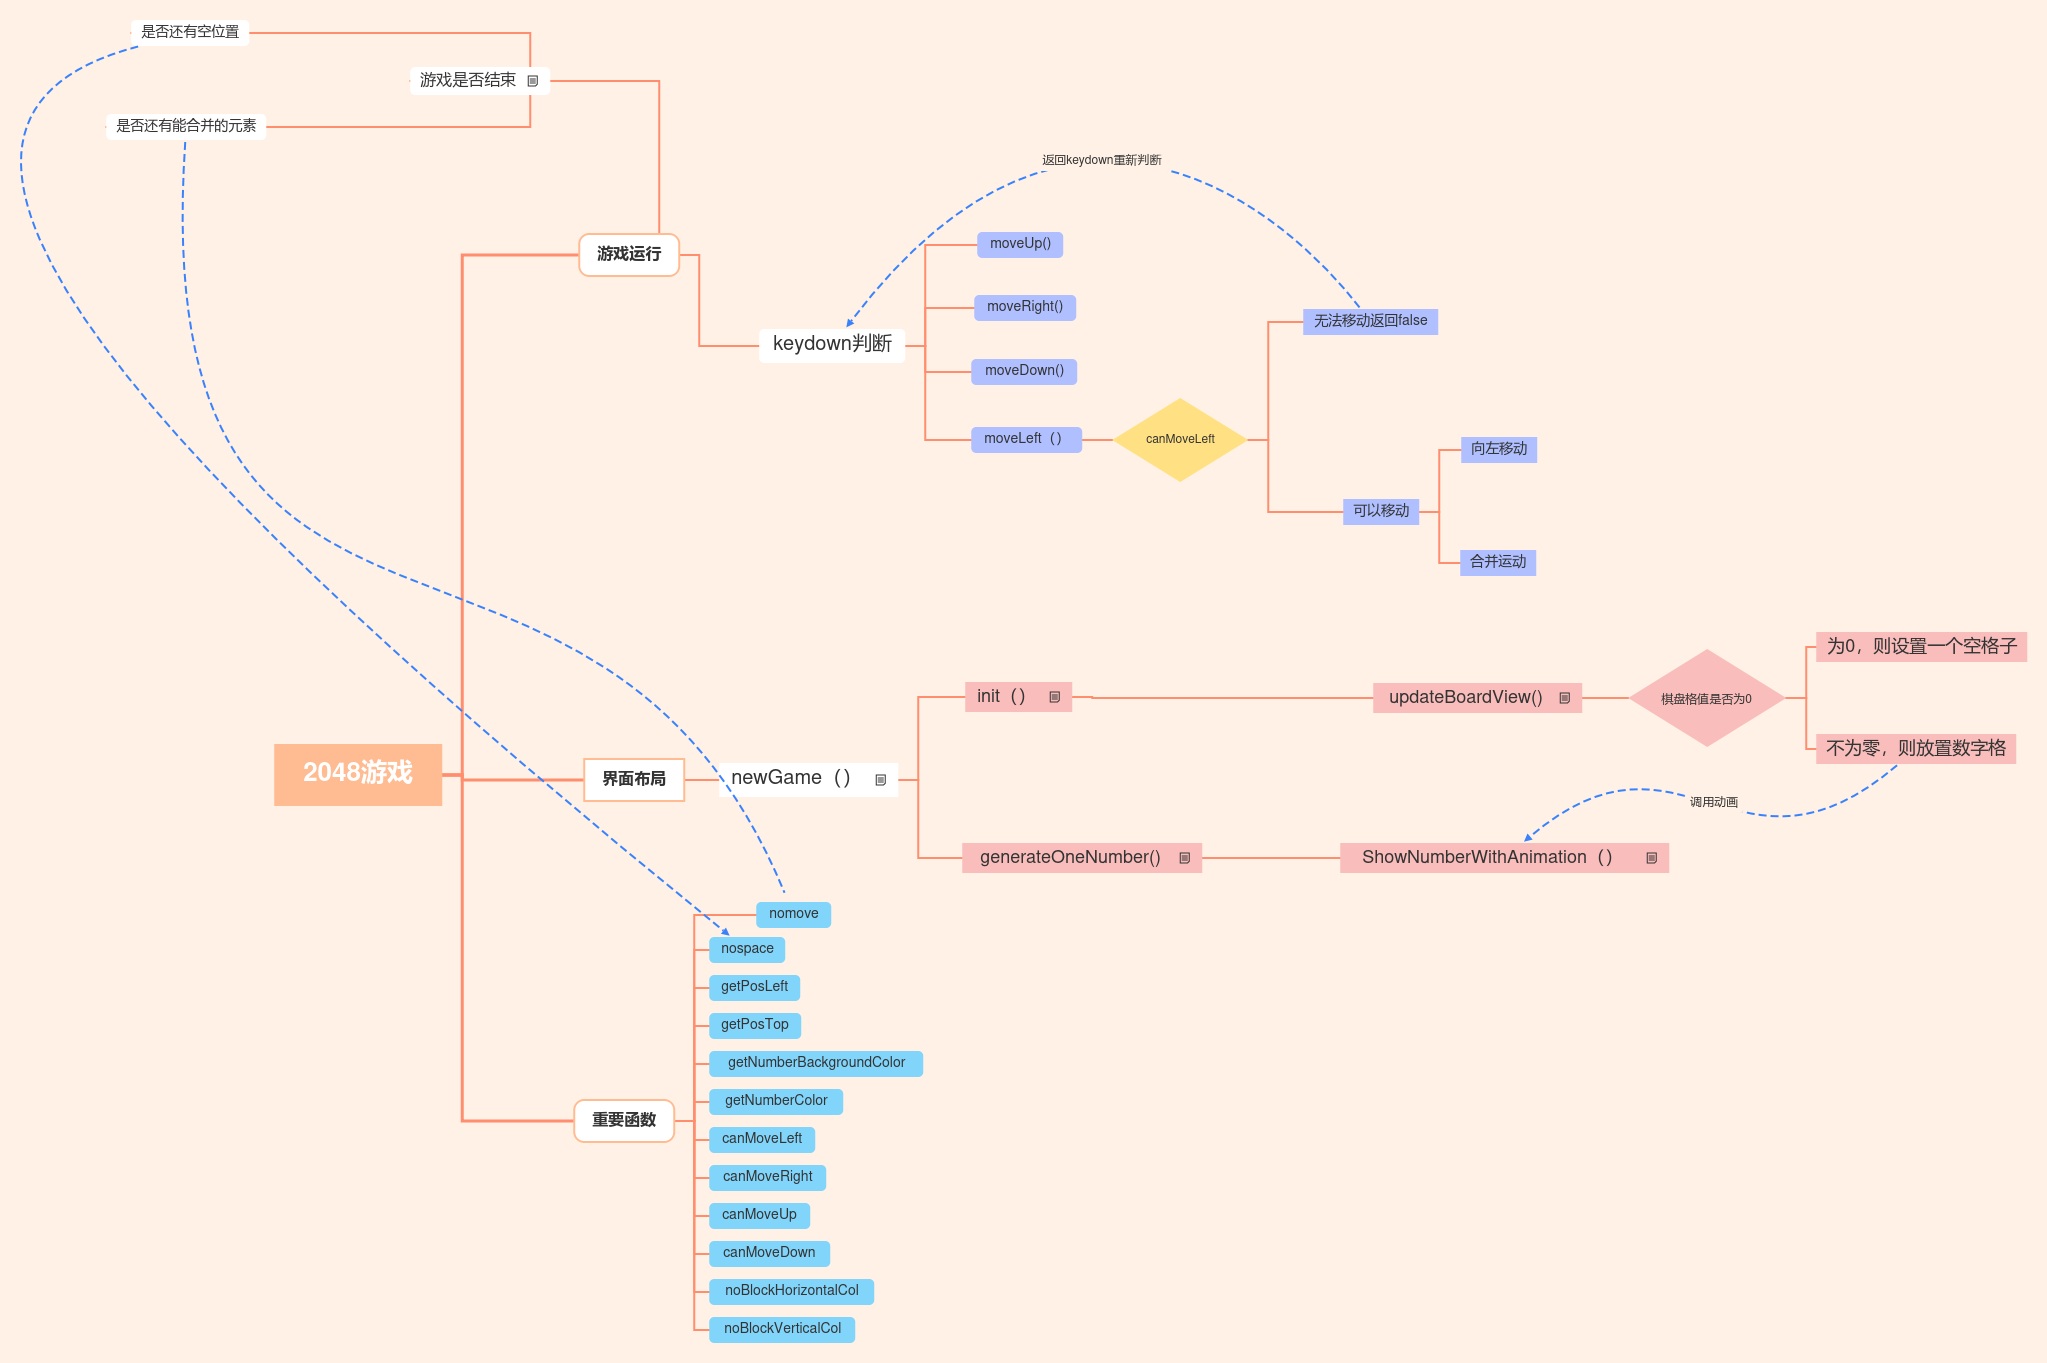 是否还有空位置
游戏是否结束
是否还有能合并的元素
返回keydown重新判断
游戏运行
moveUp()
moveRight()
无法移动返回false
keydown判断
moveDown()
moveLeft（）
canMoveLeft
向左移动
可以移动
合并运动
为0，则设置一个空格子
init（）
updateBoardView()
棋盘格值是否为0
不为零，则放置数字格
2048游戏
界面布局
newGame（）
调用动画
generateOneNumber()
ShowNumberWithAnimation（）
nomove
nospace
getPosLeft
getPosTop
getNumberBackgroundColor
getNumberColor
重要函数
canMoveLeft
canMoveRight
canMoveUp
canMoveDown
noBlockHorizontalCol
noBlockVerticalCol